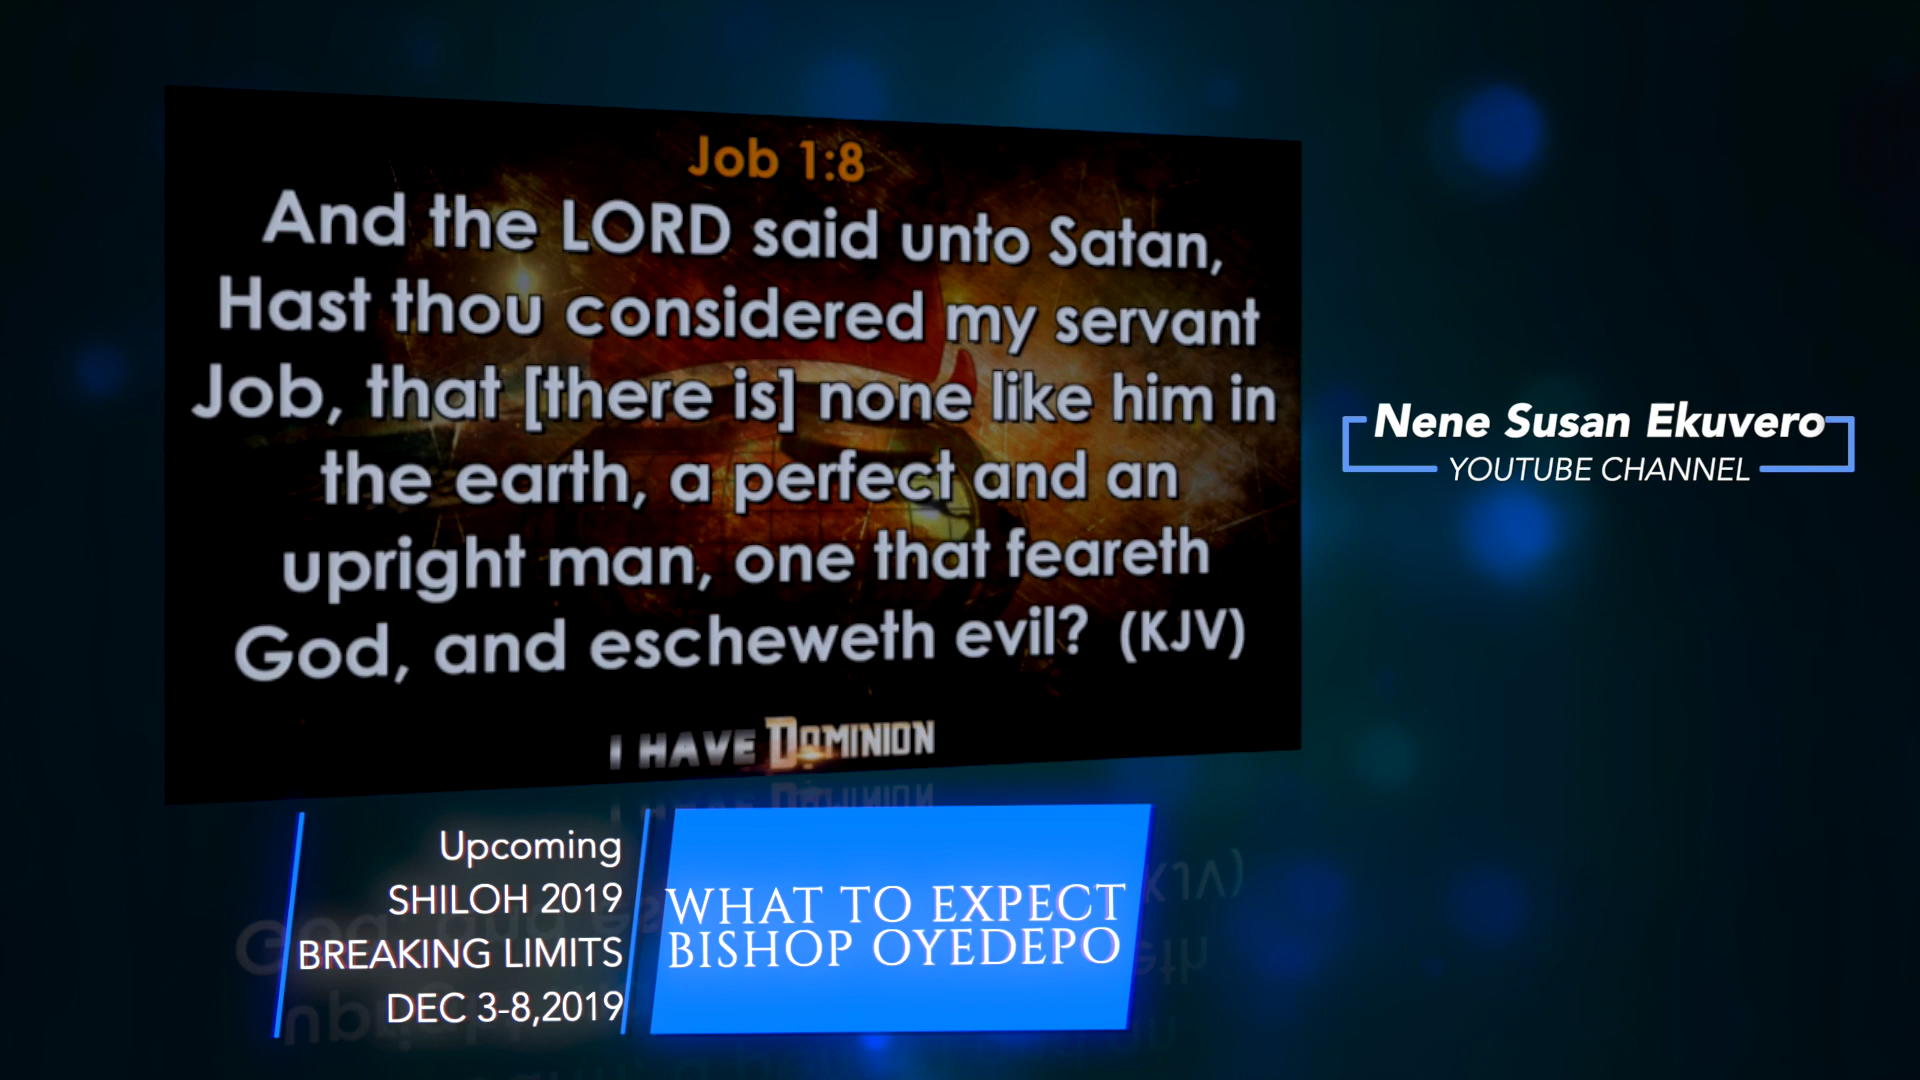 Job 1:8
And the LORD said unto Satan,
Hast thou considered my servant
Job, that [there is] none like him in
the earth, a perfect and an
upright man, one that feareth
God, and escheweth evil? (KJV)
I HAVE DOMINION
Nene Susan Ekuvero
YOUTUBE CHANNEL
Upcoming
SHILOH 2019
BREAKING LIMITS
DEC 3-8,2019
WHAT TO EXPECT
BISHOP OYEDEPO